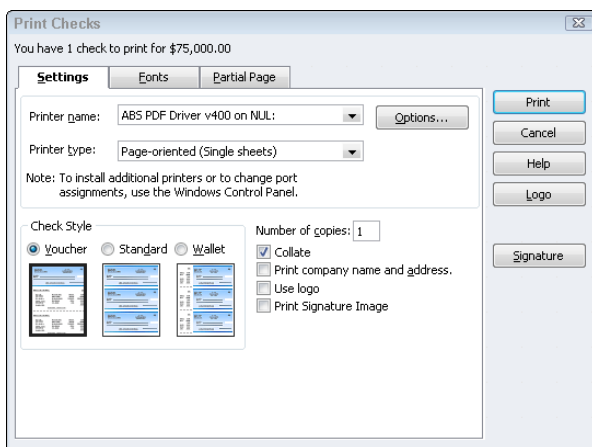 Print Checks
You have 1 check to print for $75,000.00
Settings
Fonts
Partial Page
Printer name:
ABS PDF Driver v400 on NUL:
Options...
Printer type:
Page-oriented (Single sheets)
Note: To install additional printers or to change port
assignments, use the Windows Control Panel.
Check Style
Voucher
Standard
Wallet
Number of copies: 1
Collate
Print company name and address.
Use logo
Print Signature Image
Print
Cancel
Help
Logo
Signature